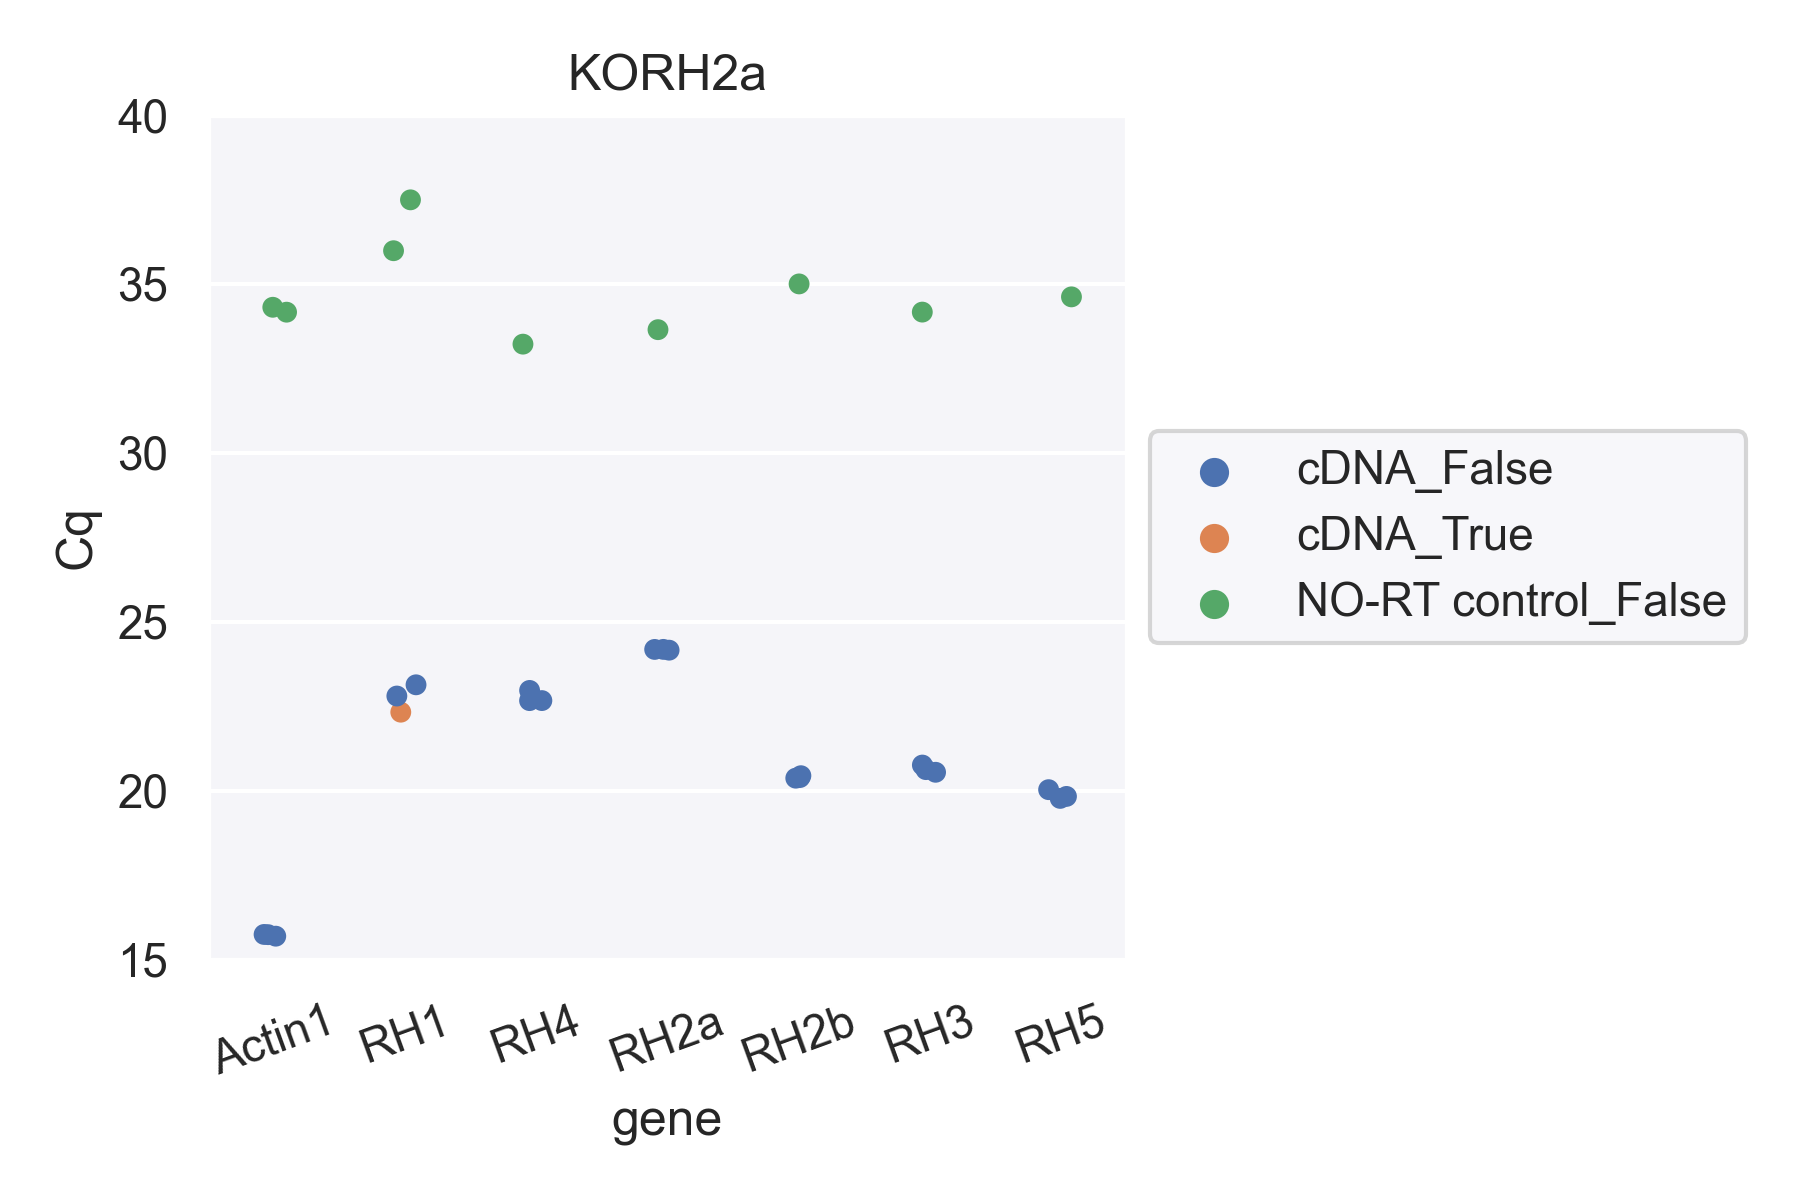 KORH2a
40
35
30
25
20
15
Cq
Actin1
RH1
RH4
RH2a
RH2b
RH3
RH5
gene
cDNA_False
cDNA_True
NO-RT control_False